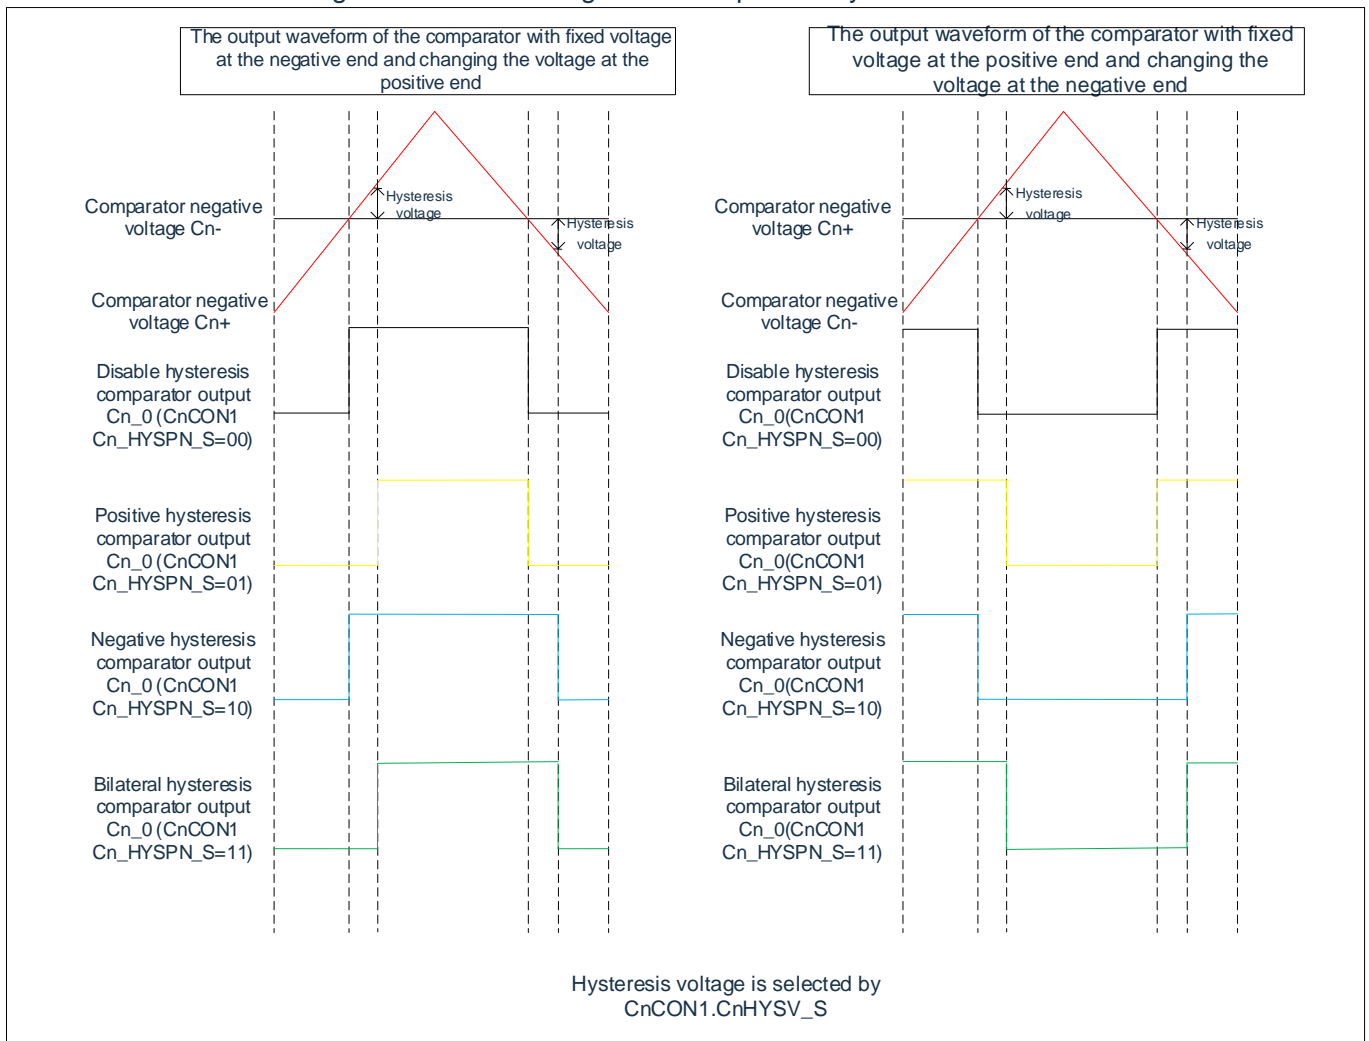 The output waveform of the comparator with fixed voltage
at the negative end and changing the voltage at the
positive end
The output waveform of the comparator with fixed
voltage at the positive end and changing the
voltage at the negative end
Hysteresis
voltage
Comparator negative
voltage Cn-
Hysteresis
voltage
Comparator negative
voltage Cn+
Disable hysteresis
comparator output
Cn_0 (CnCON1
Cn_HYSPN_S=00)
Positive hysteresis
comparator output
Cn_0 (CnCON1
Cn_HYSPN_S=01)
Negative hysteresis
comparator output
Cn_0 (CnCON1
Cn_HYSPN_S=10)
Bilateral hysteresis
comparator output
Cn_0 (CnCON1
Cn_HYSPN_S=11)
Hysteresis
voltage
Comparator negative
voltage Cn+
Hysteresis
voltage
Comparator negative
voltage Cn-
Disable hysteresis
comparator output
Cn_0(CnCON1
Cn_HYSPN_S=00)
Positive hysteresis
comparator output
Cn_0(CnCON1
Cn_HYSPN_S=01)
Negative hysteresis
comparator output
Cn_0(CnCON1
Cn_HYSPN_S=10)
Bilateral hysteresis
comparator output
Cn_0(CnCON1
Cn_HYSPN_S=11)
Hysteresis voltage is selected by
CnCON1.CnHYSV_S